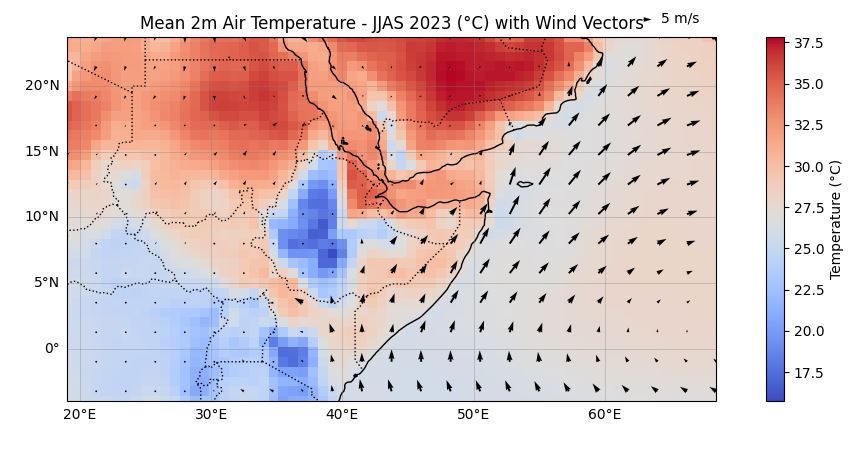 Mean 2m Air Temperature - JJAS 2023 (°C) with Wind Vectors
5 m/s
20°N
15°N
10°N
5°N
0°
20°E
30°E
40°E
50°E
60°E
37.5
35.0
32.5
30.0
27.5
25.0
22.5
20.0
17.5
Temperature (°C)